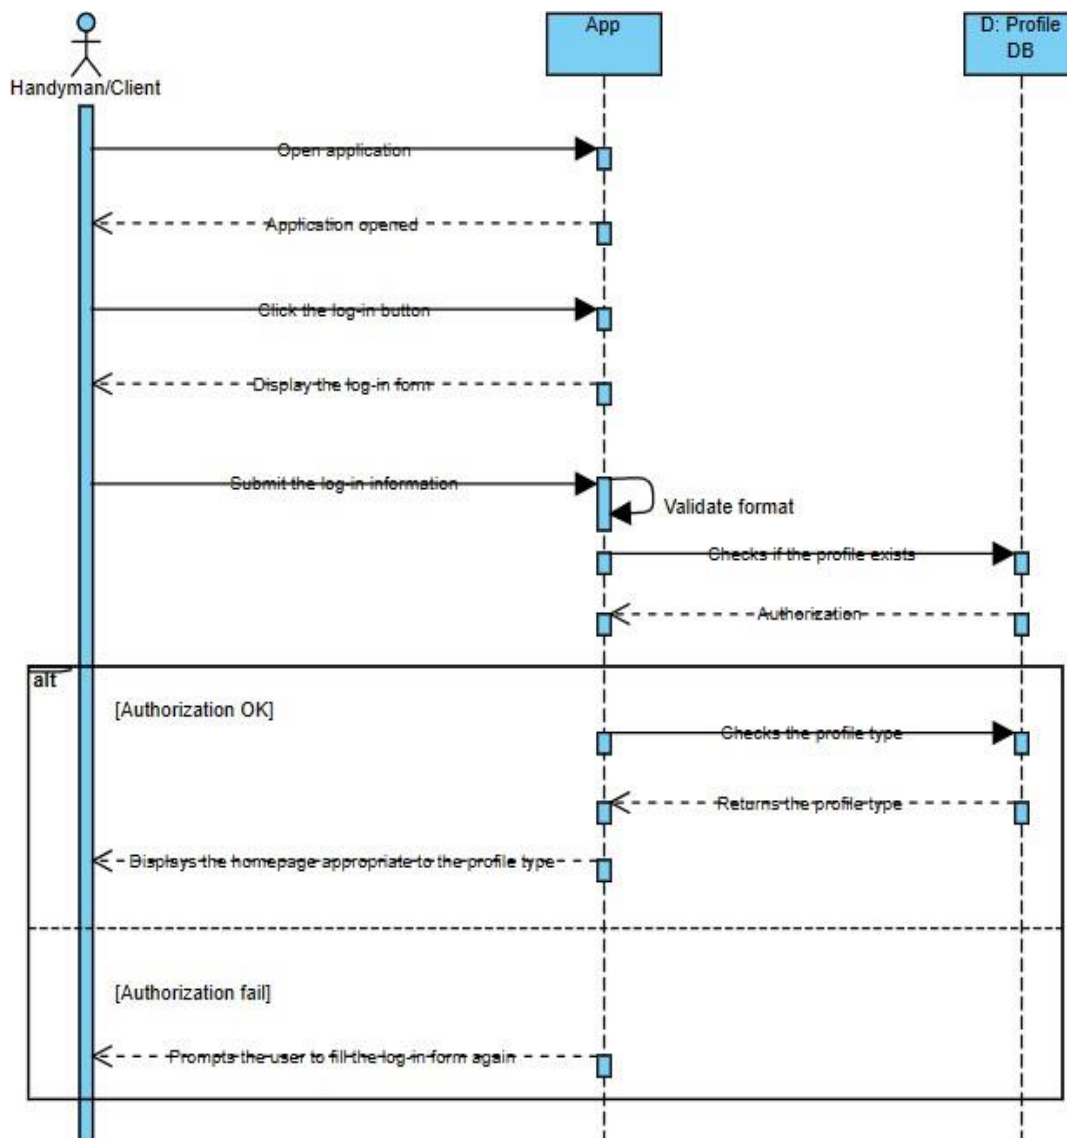 App
D: Profile
DB
Handyman/Client
Open application
Application opened
Click the log-in button
Display the log-in form
Submit the log-in information
Validate format
Checks if the profile exists
Authorization
alt
[Authorization OK]
Checks the profile type
Returns the profile type
Displays the homepage appropriate to the profile type
[Authorization fail]
Prompts the user to fill the log-in form again